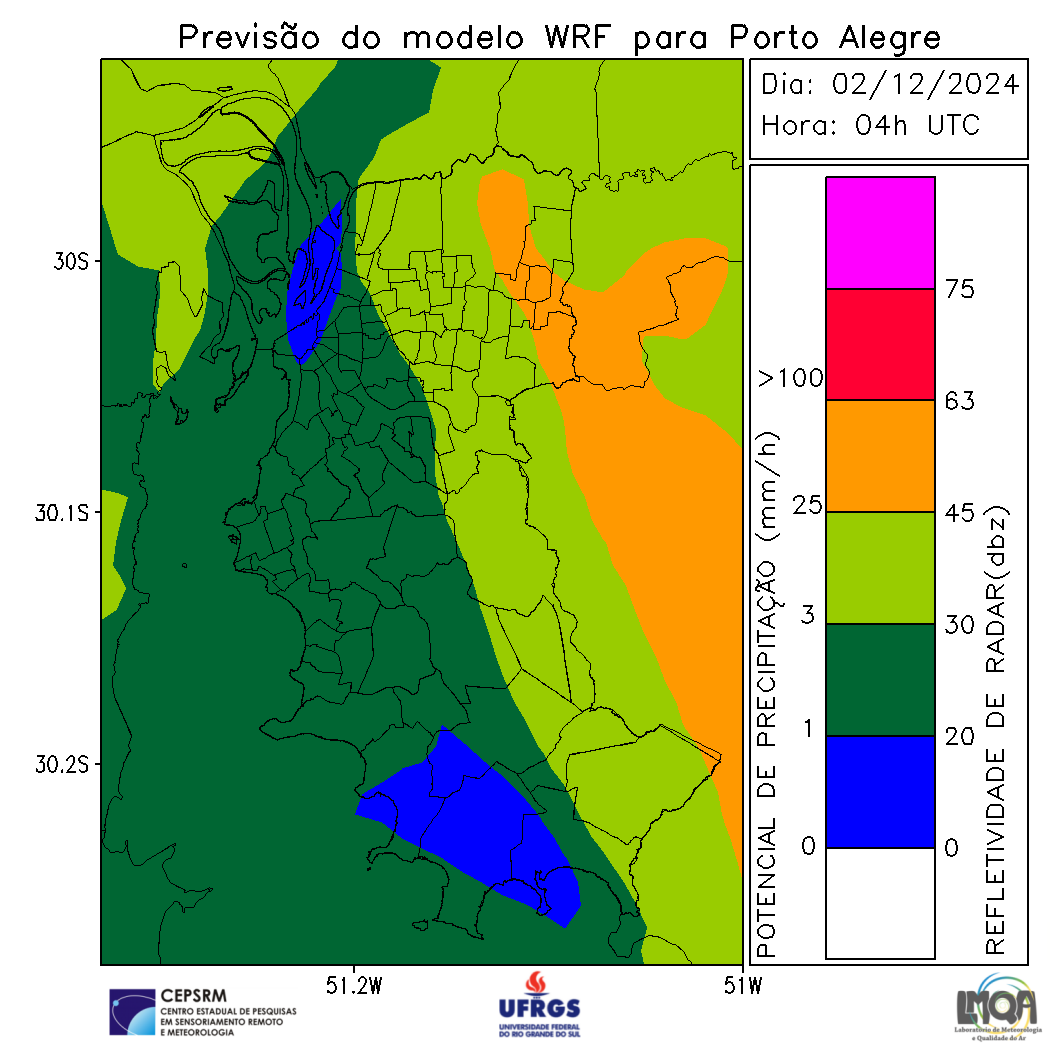 Previsão do modelo WRF para Porto Alegre
Dia: 02/12/2024
Hora: 04h UTC
30S
30.1S
30.2S
51.2W
51W
POTENCIAL DE PRECIPITAÇÃO (mm/h)
>100
25
3
1
0
75
63
45
30
20
0
REFLETIVIDADE DE RADAR(dbz)
CEPSRM
CENTRO ESTADUAL DE PESQUISAS
EM SENSORIAMENTO REMOTO
E METEOROLOGIA
UFRGS
UNIVERSIDADE FEDERAL
DO RIO GRANDE DO SUL
LMQA
Laboratório de Meteorologia
e Qualidade do Ar